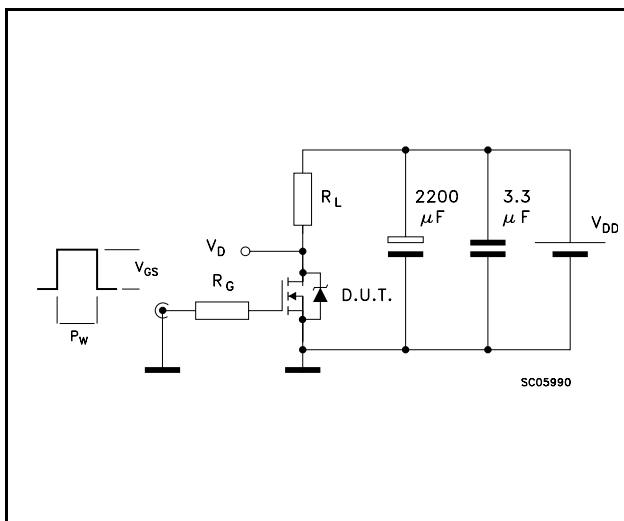 R_L
2200 μF
3.3 μF
V_DD
V_D
V_GS
R_G
D.U.T.
P_W
SC05990